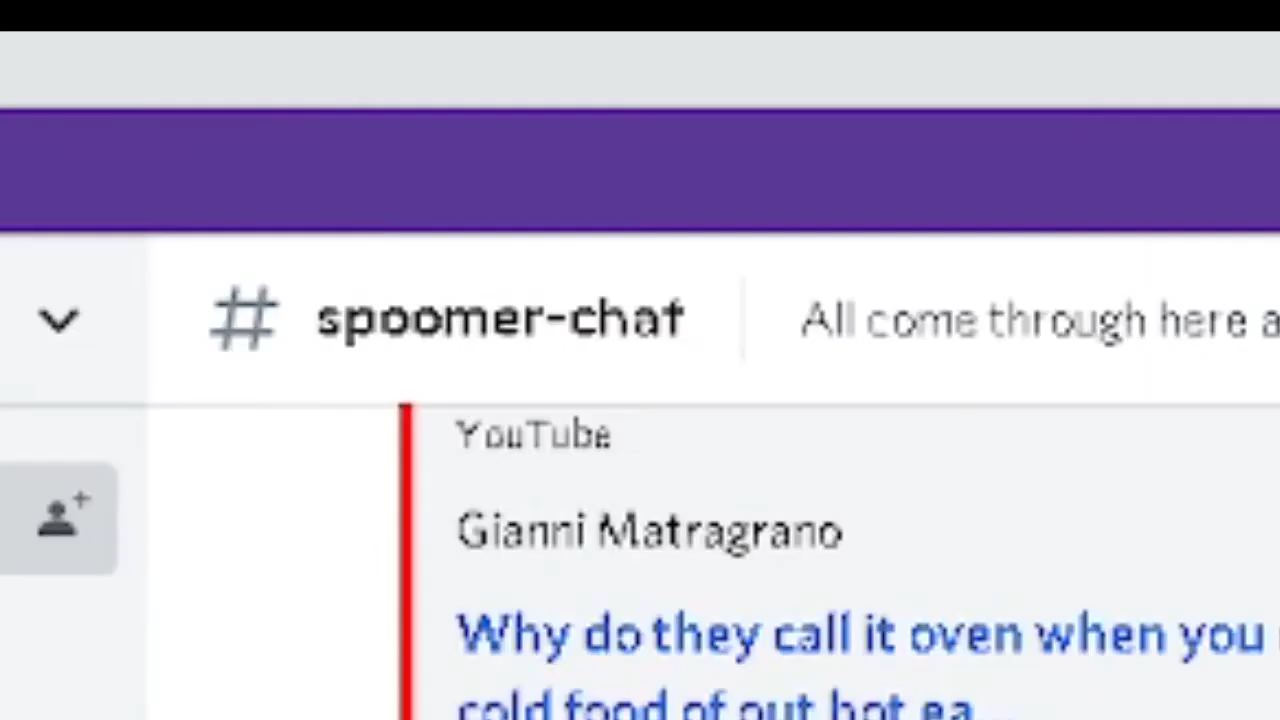 # spoomer-chat
All come through here a
YouTube
Gianni Matragrano
Why do they call it oven when you
cold food of out hot ea...